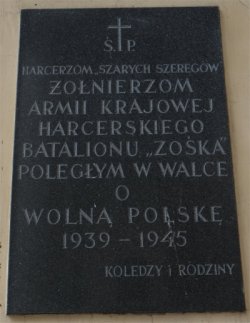 Ś. P.
HARCERZOM „SZARYCH SZEREGÓW
ŻOŁNIERZOM
ARMII KRAJOWEJ
HARCERSKIEGO
BATALIONU „ZOŚKA”
POLEGŁYM W WALCE
O
WOLNĄ POLSKĘ
1939 – 1945
KOLEDZY i RODZINY